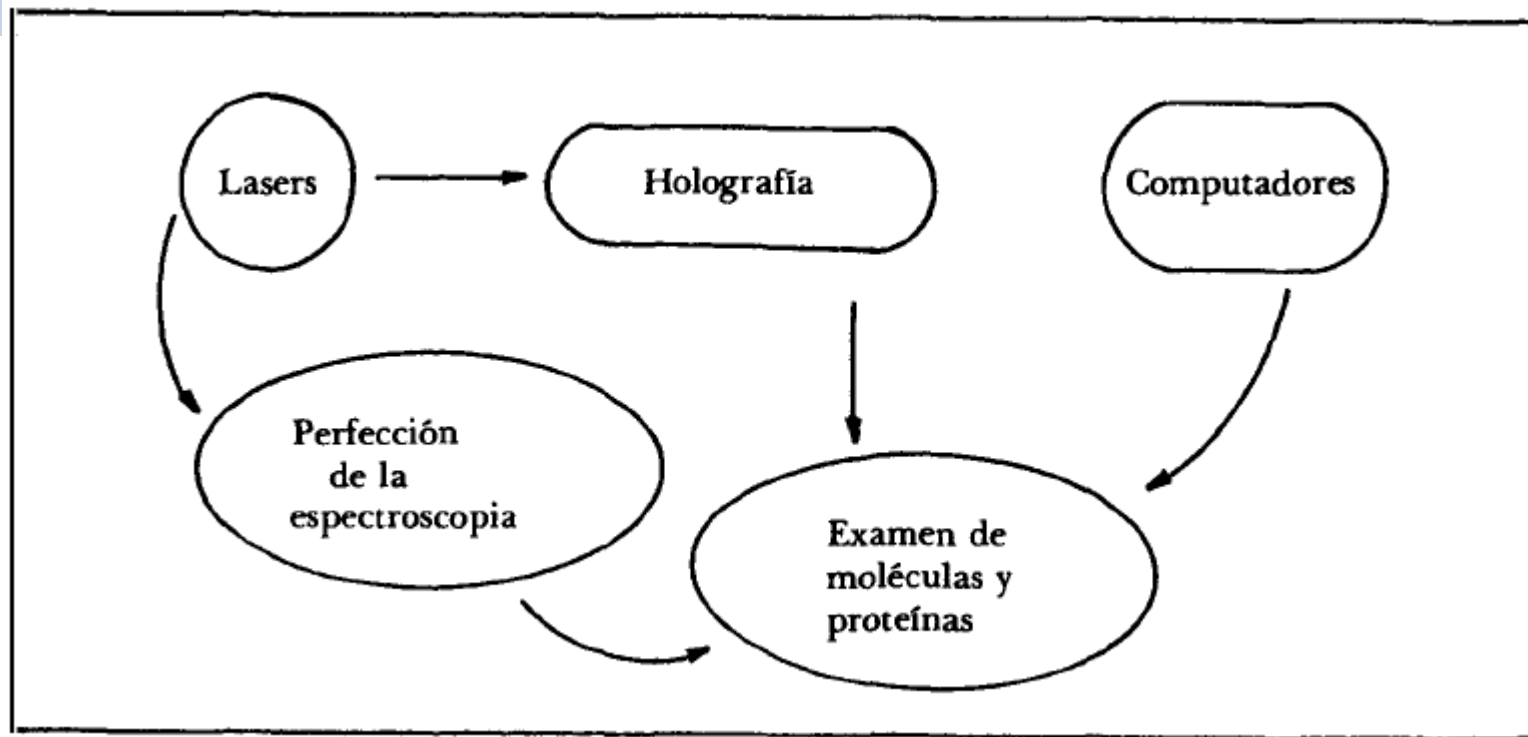 Lasers
Holografía
Computadores
Perfección
de la
espectroscopia
Examen de
moléculas y
proteínas